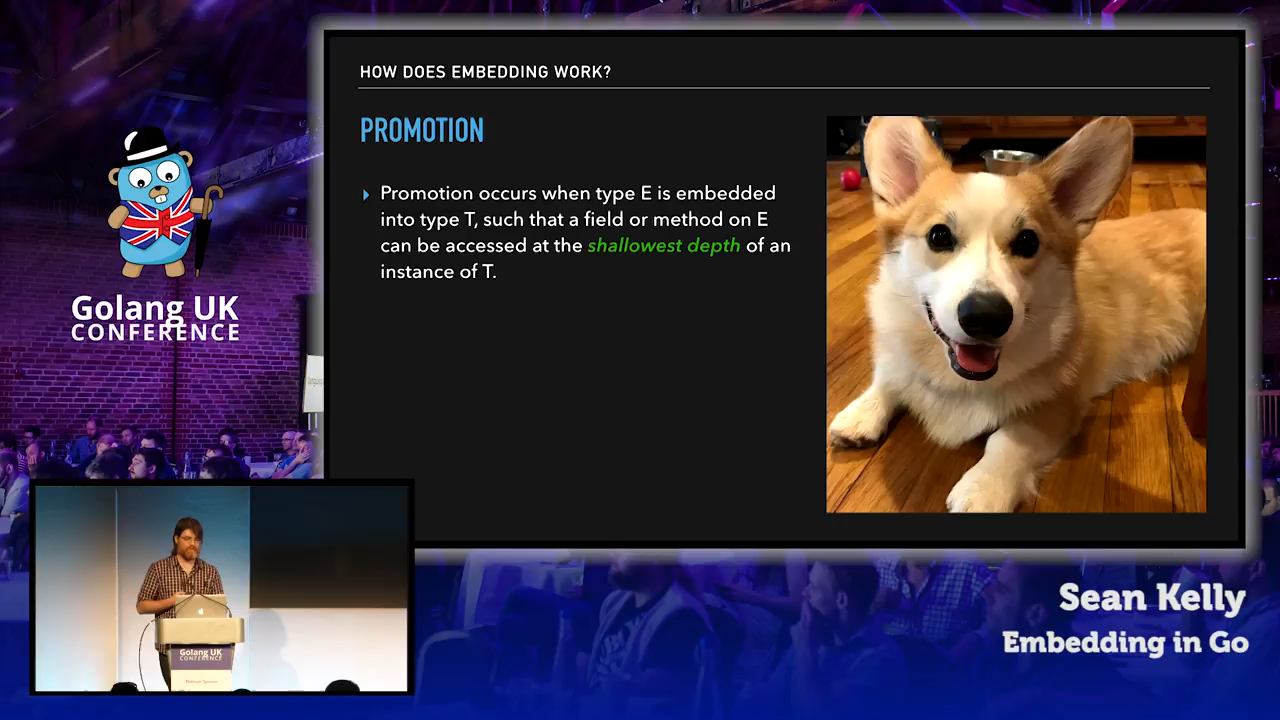 HOW DOES EMBEDDING WORK?
PROMOTION
Promotion occurs when type E is embedded
into type T, such that a field or method on E
can be accessed at the shallowest depth of an
instance of T.
Golang UK
CONFERENCE
Golang UK
CONFERENCE
Sean Kelly
Embedding in Go